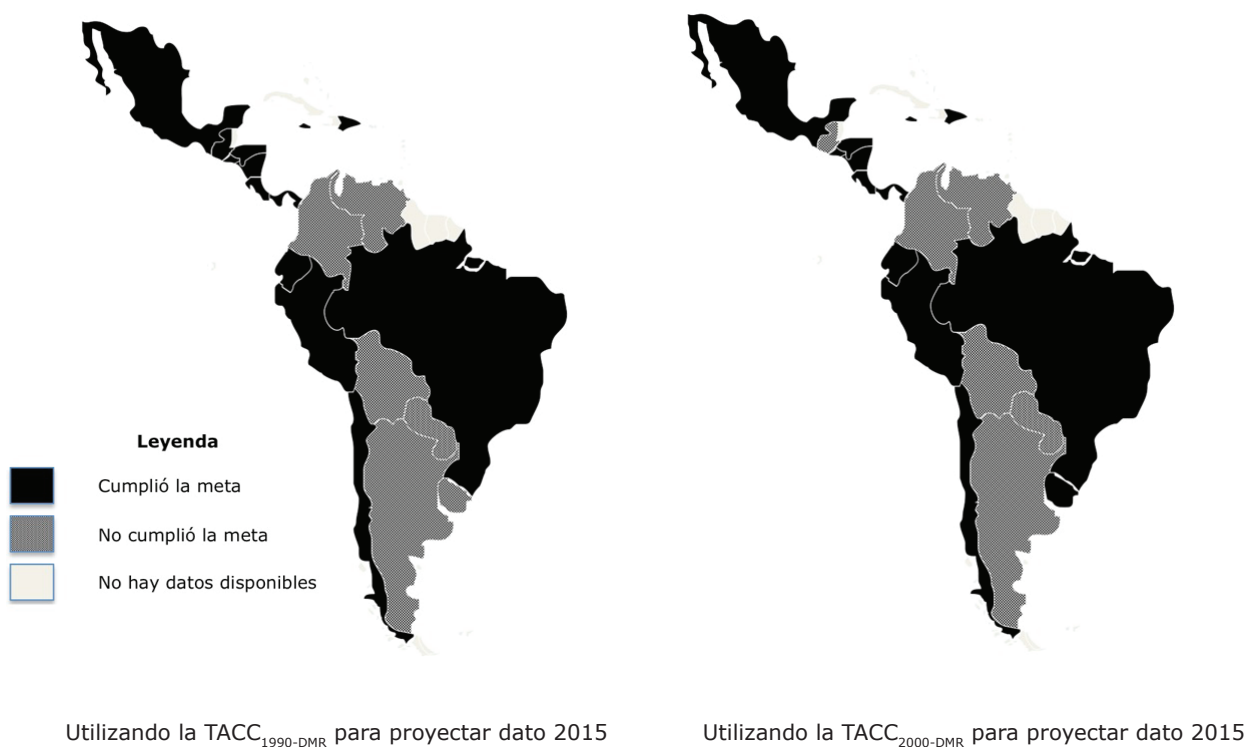 Leyenda
Cumplió la meta
No cumplió la meta
No hay datos disponibles
Utilizando la TACC1990-DMR para proyectar dato 2015
Utilizando la TACC2000-DMR para proyectar dato 2015